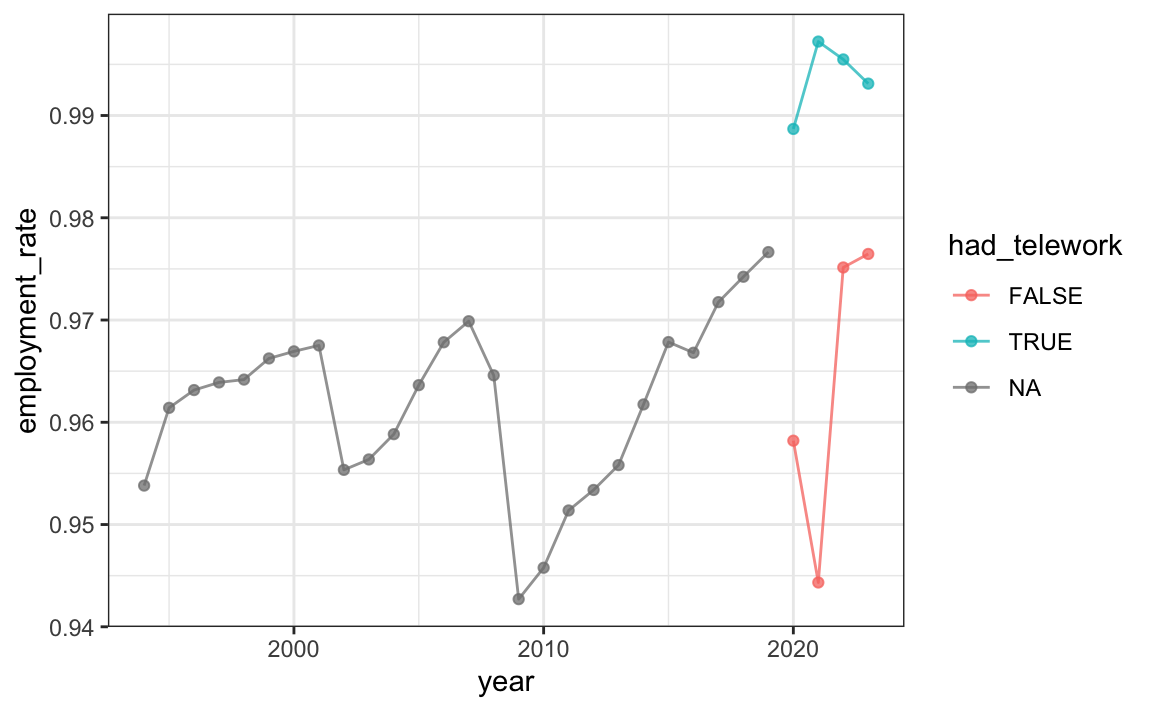 0.99
0.98
0.97
0.96
0.95
0.94
employment_rate
2000 2010 2020
year
had_telework
FALSE
TRUE
NA